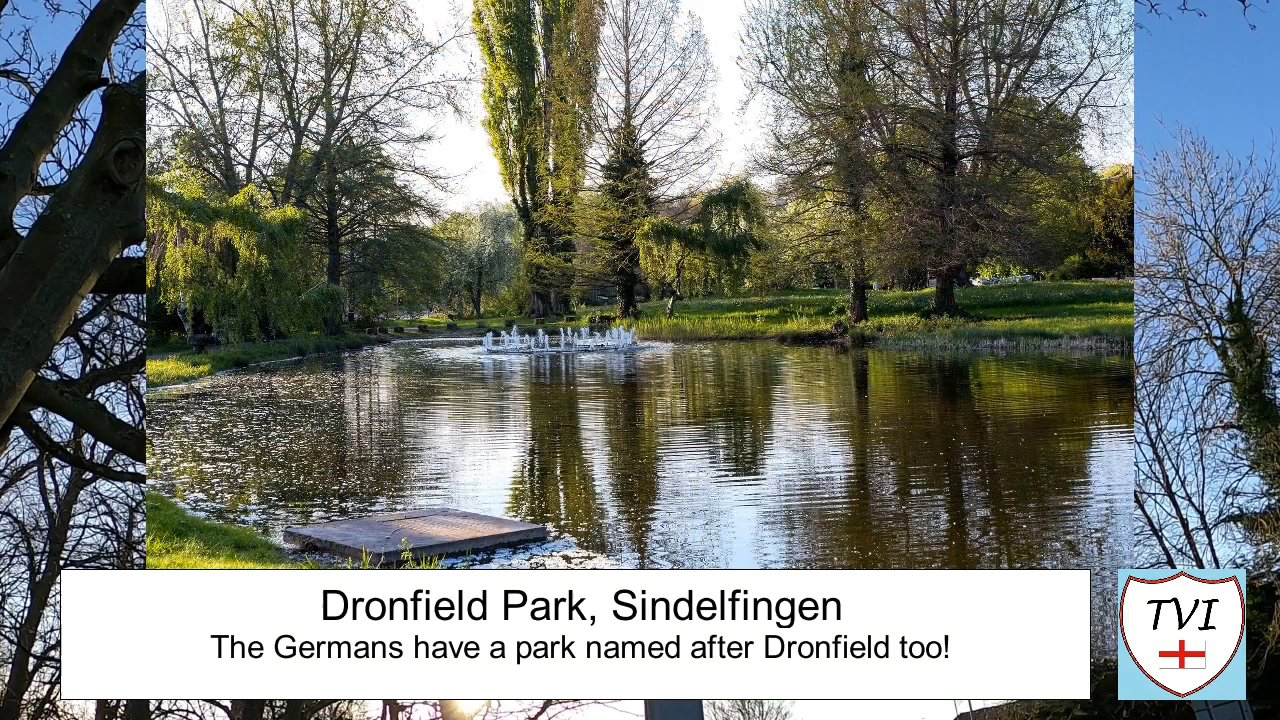 Dronfield Park, Sindelfingen
The Germans have a park named after Dronfield too!
TVI